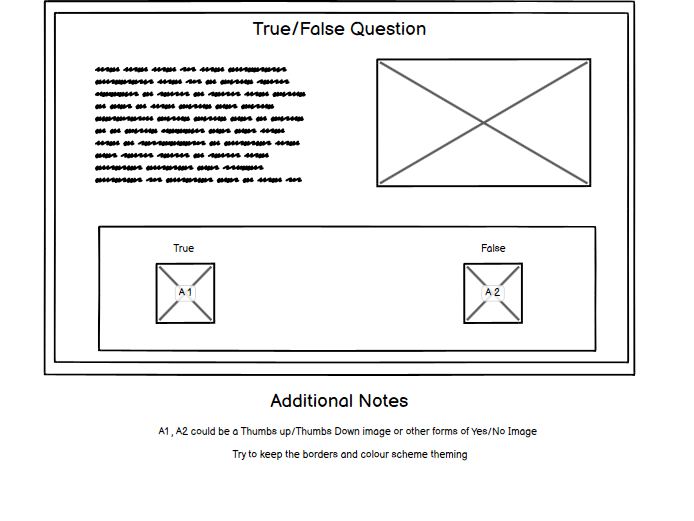 True/False Question
True
False
A 1
A 2
Additional Notes
A1, A2 could be a Thumbs up/Thumbs Down image or other forms of Yes/No Image
Try to keep the borders and colour scheme theming